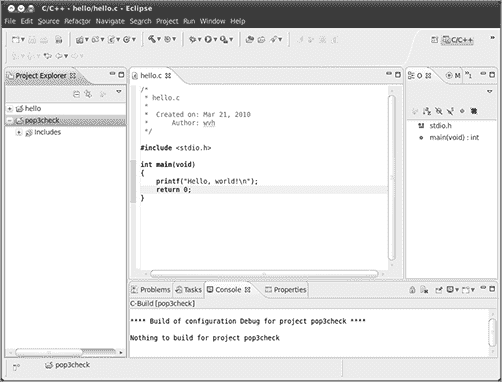 C/C++ - hello/hello.c - Eclipse
File Edit Source Refactor Navigate Search Project Run Window Help
C/C++
Project Explorer
hello
pop3check
Includes
hello.c
/*
* hello.c
*
* Created on: Mar 21, 2010
* Author: wvh
*/
#include <stdio.h>
int main(void)
{
printf("Hello, world!\n");
return 0;
}
O M »1
stdio.h
main(void) : int
Problems Tasks Console Properties
C-Build [pop3check]
**** Build of configuration Debug for project pop3check ****
Nothing to build for project pop3check
pop3check